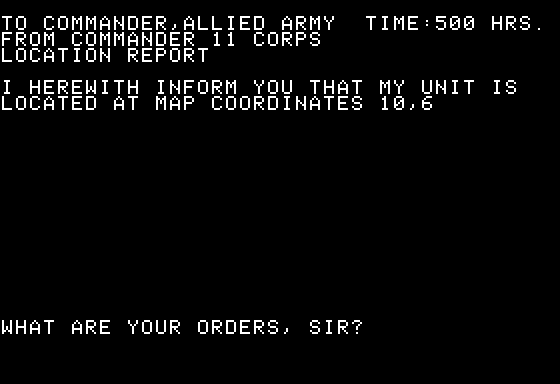 TO COMMANDER,ALLIED ARMY  TIME:500 HRS.
FROM COMMANDER 11 CORPS
LOCATION REPORT
I HEREWITH INFORM YOU THAT MY UNIT IS
LOCATED AT MAP COORDINATES 10,6
WHAT ARE YOUR ORDERS, SIR?